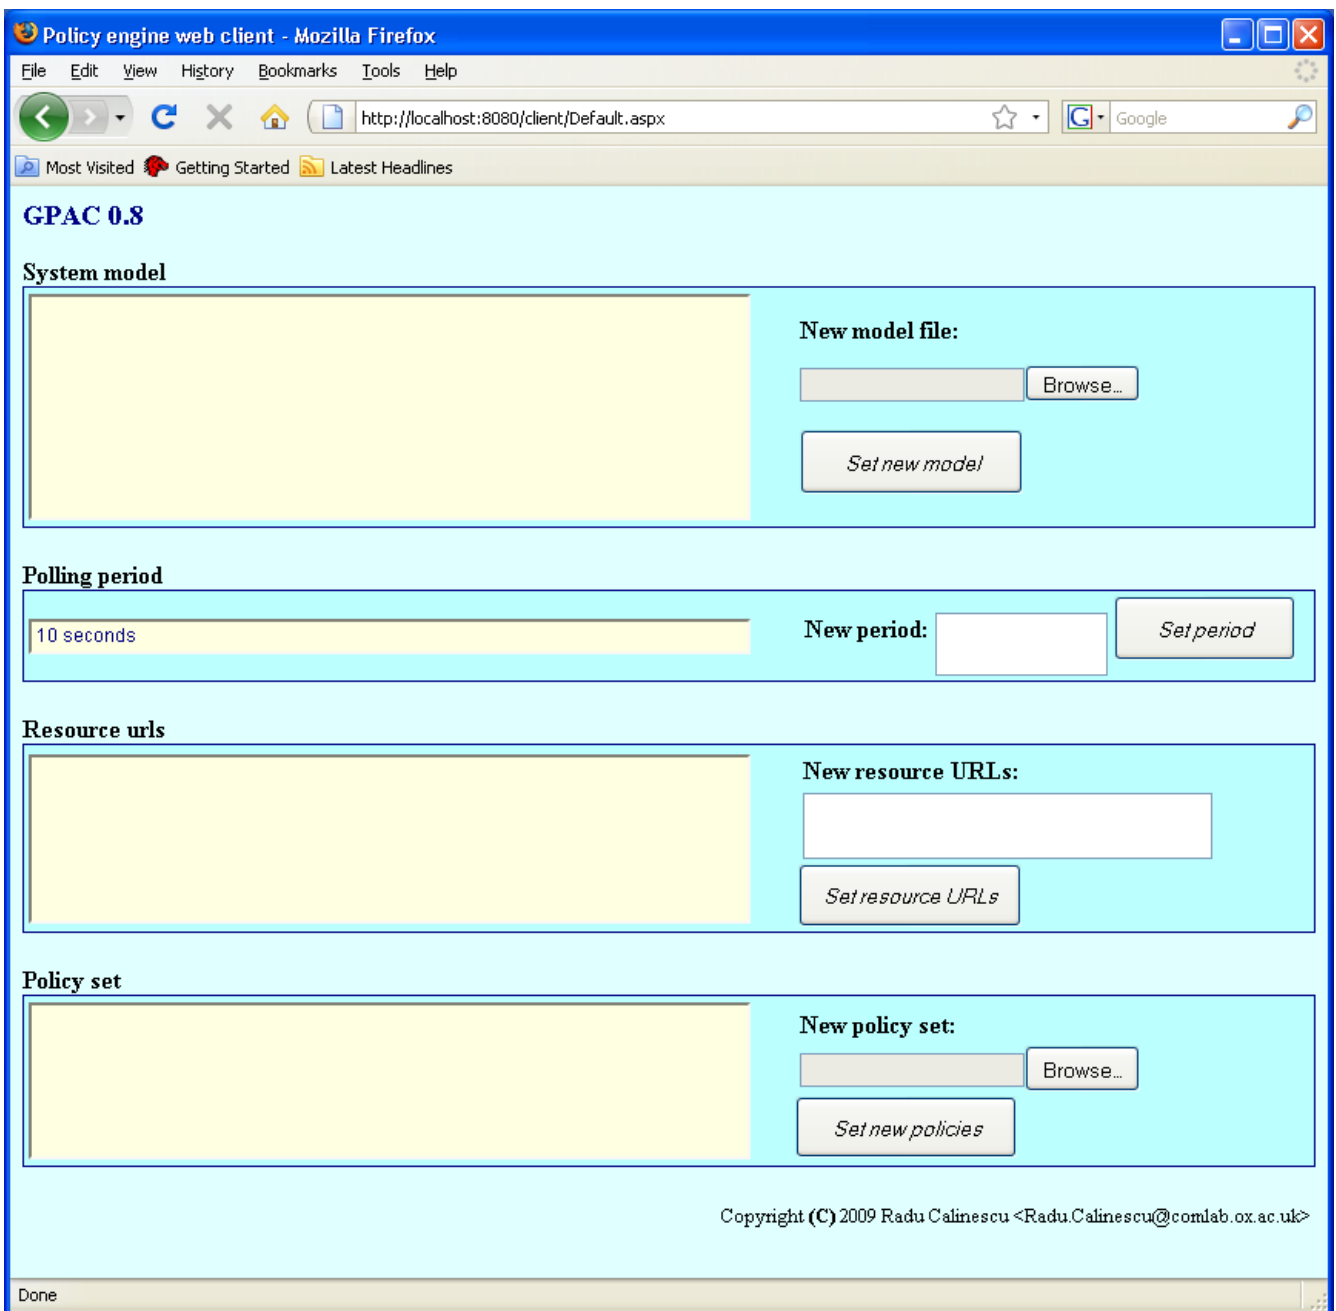 Policy engine web client - Mozilla Firefox
File Edit View History Bookmarks Tools Help
http://localhost:8080/client/Default.aspx G Google
Most Visited Getting Started Latest Headlines
GPAC 0.8
System model
New model file:
Browse...
Set new model
Polling period
10 seconds New period: Set period
Resource urls
New resource URLs:
Set resource URLs
Policy set
New policy set:
Browse...
Set new policies
Copyright (C) 2009 Radu Calinescu <Radu.Calinescu@comlab.ox.ac.uk>
Done